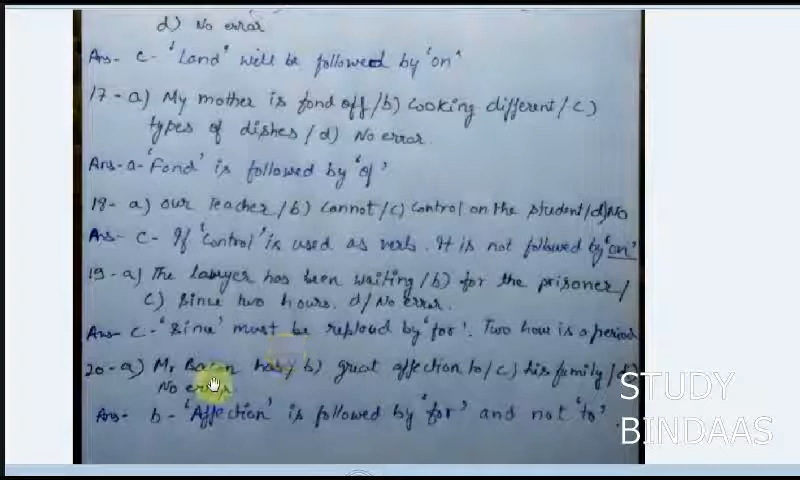 d) No error
Ans- c- 'Land' will be followed by 'on'
17- a) My mother is fond off/b) cooking different/c)
types of dishes/d) No error.
Ans- a- 'Fond' is followed by 'of'
18- a) Our teacher/b) cannot/c) control on the student/d) No
Ans- c- If 'control' is used as verb. It is not followed by 'on'
19- a) The lawyer has been waiting/b) for the prisoner/
c) since two hours. d/ No error.
Ans- c- 'since' must be replaced by 'for'. Two hour is a period
20- a) Mr has/ b) great affection to/c) his family/d)
No error.
Ans- b- 'Affection' is followed by 'for' and not 'to'.
STUDY
BINDAAS